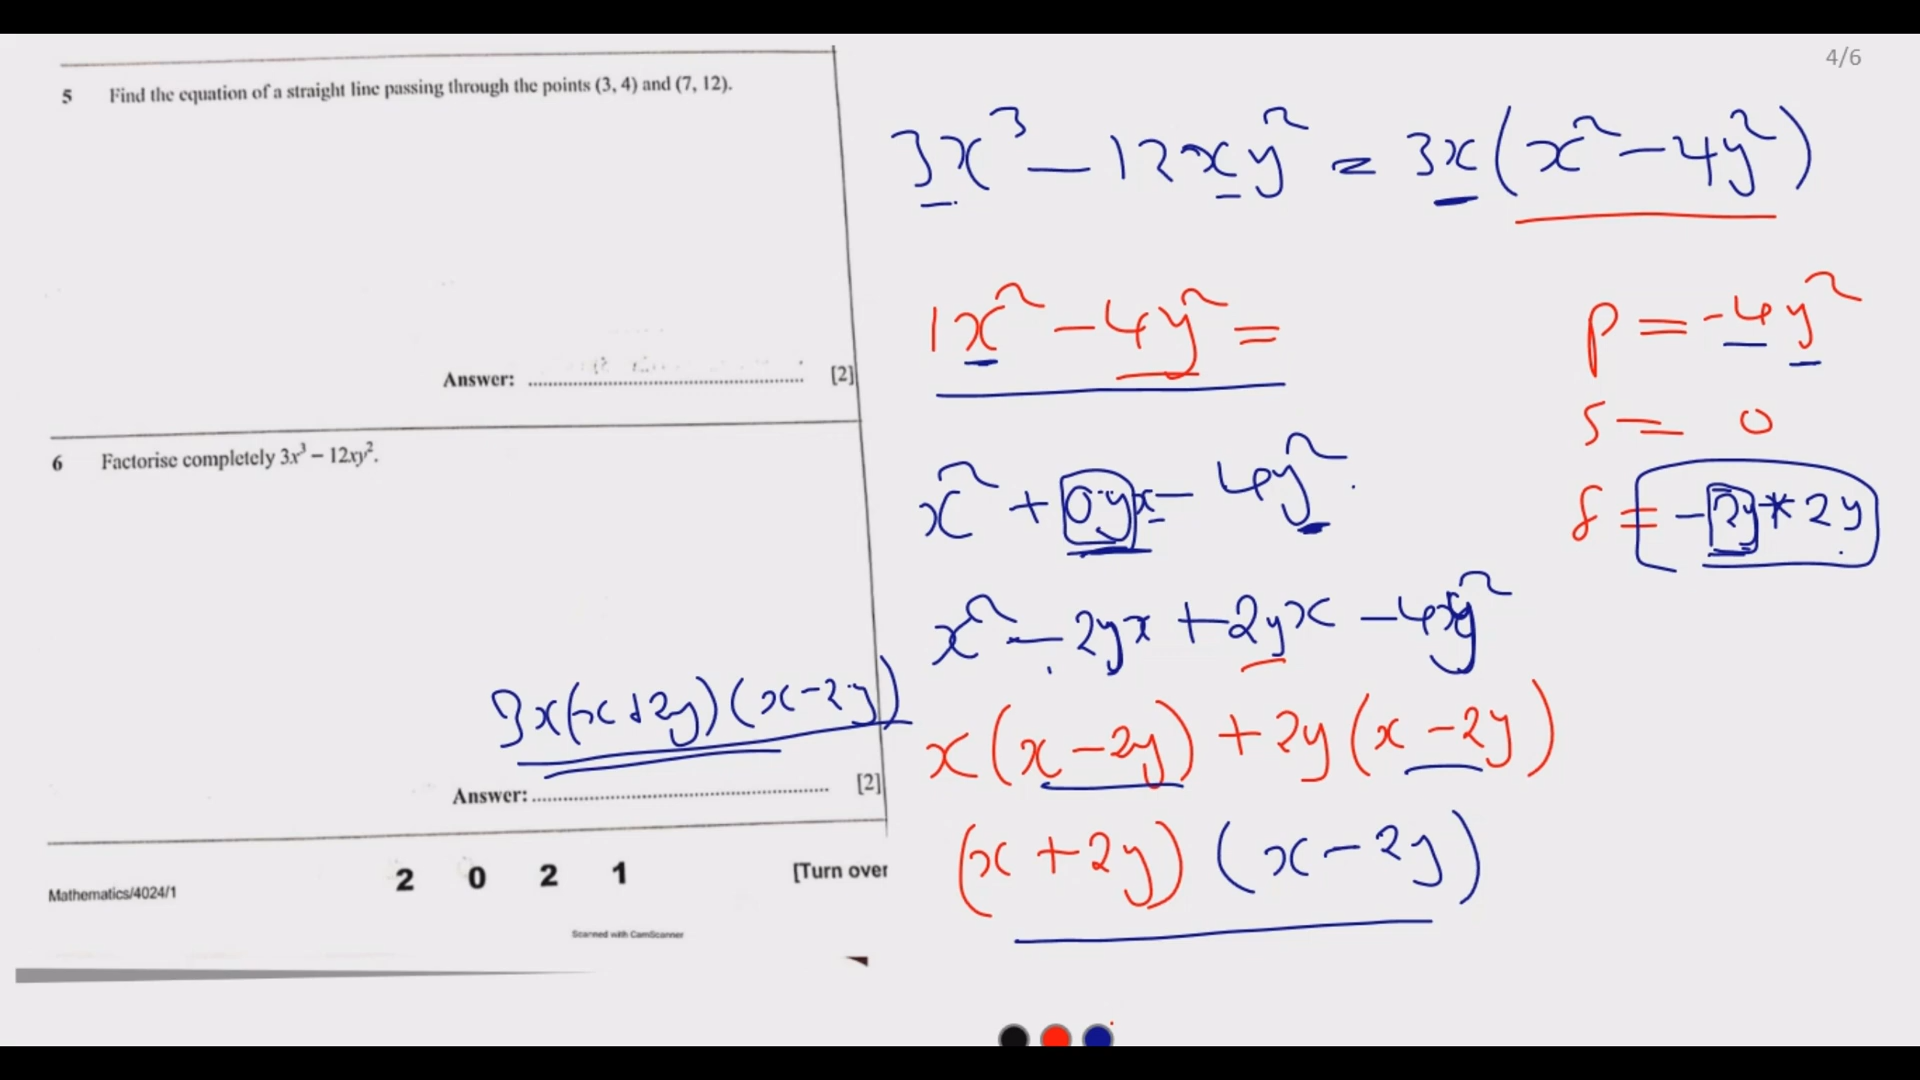 4/6
5 Find the equation of a straight line passing through the points (3, 4) and (7, 12).
Answer: ........................................ [2]
6 Factorise completely 3x³ – 12xy².
3x(x+2y)(x-2y)
Answer: ........................................ [2]
Mathematics/4024/1
2 0 2 1
[Turn over
Scanned with CamScanner
3x³ - 12xy² = 3x(x² - 4y²)
1x² - 4y² =
x² + 0yx - 4y²
x² - 2yx + 2yx - 4y²
x(x - 2y) + 2y(x - 2y)
(x + 2y)(x - 2y)
P = -4y²
S = 0
f = -2y * 2y